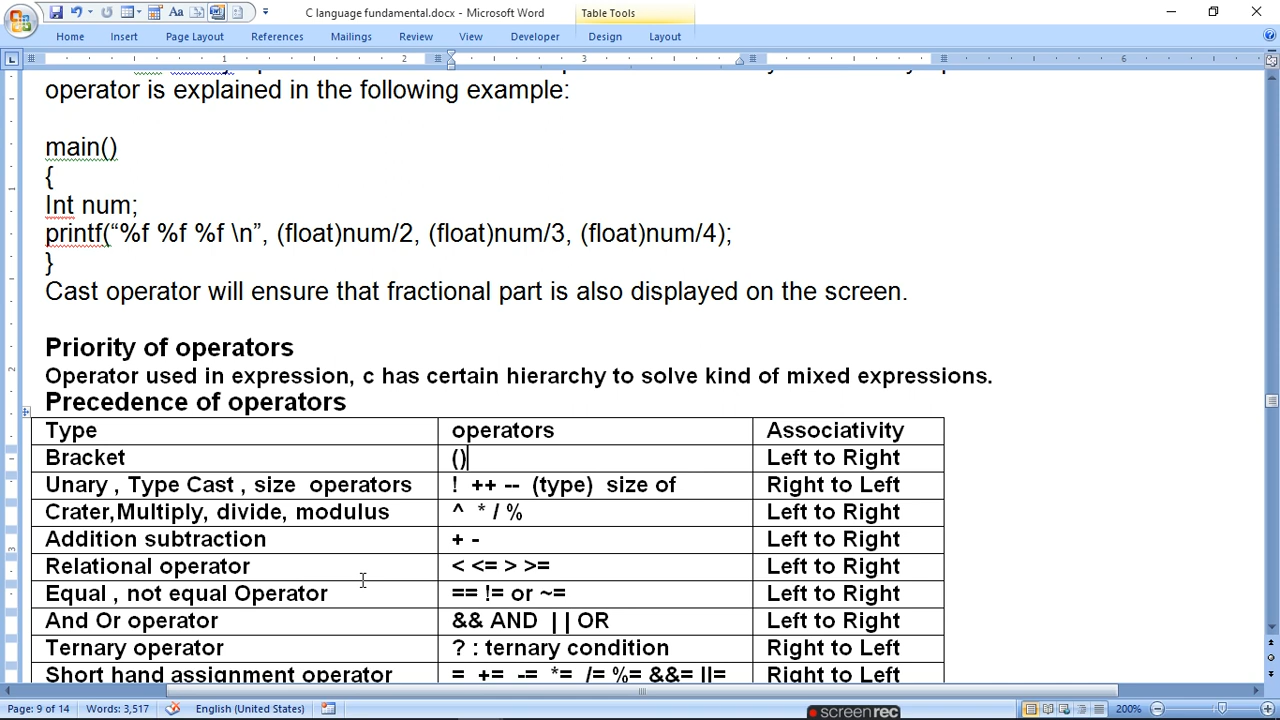 C language fundamental.docx - Microsoft Word
Table Tools
Home Insert Page Layout References Mailings Review View Developer Design Layout
1 2 3 6
operator is explained in the following example:
main()
{
Int num;
printf(“%f %f %f \n”, (float)num/2, (float)num/3, (float)num/4);
}
Cast operator will ensure that fractional part is also displayed on the screen.
Priority of operators
Operator used in expression, c has certain hierarchy to solve kind of mixed expressions.
Precedence of operators
Type operators Associativity
Bracket () Left to Right
Unary , Type Cast , size operators ! ++ -- (type) size of Right to Left
Crater,Multiply, divide, modulus ^ * / % Left to Right
Addition subtraction + - Left to Right
Relational operator < <= > >= Left to Right
Equal , not equal Operator == != or ~= Left to Right
And Or operator && AND | | OR Left to Right
Ternary operator ? : ternary condition Right to Left
Short hand assignment operator = += -= *= /= %= &&= ||= Right to Left
Page: 9 of 14 Words: 3,517 English (United States) 200%
screenrec